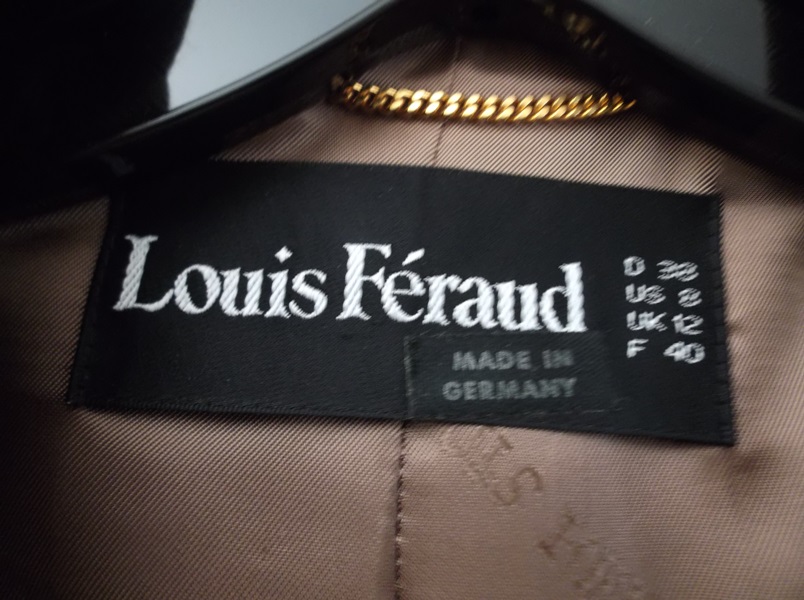 Louis Féraud
D 38
US 8
UK 12
F 40
MADE IN
GERMANY